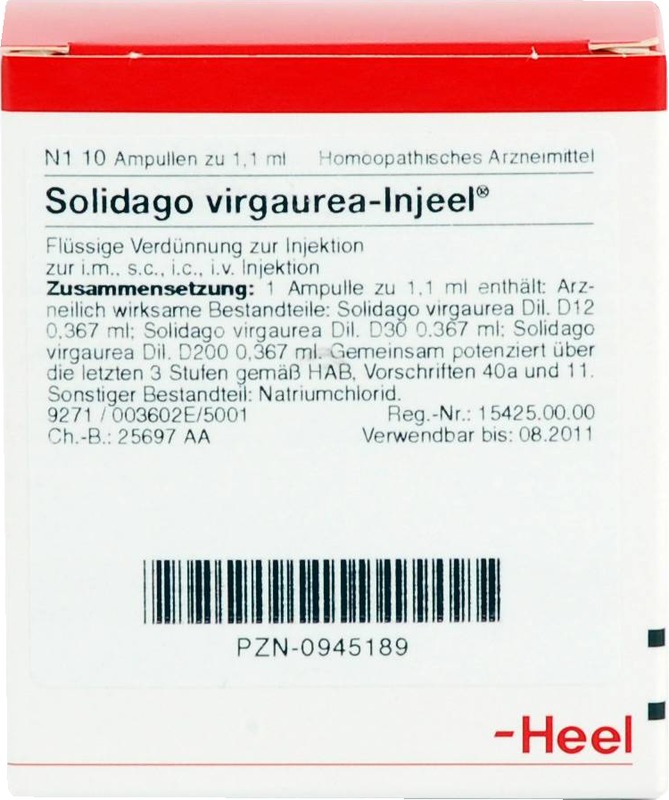 N1 10 Ampullen zu 1,1 ml Homöopathisches Arzneimittel
Solidago virgaurea-Injeel®
Flüssige Verdünnung zur Injektion
zur i.m., s.c., i.c., i.v. Injektion
Zusammensetzung: 1 Ampulle zu 1,1 ml enthält: Arz-
neilich wirksame Bestandteile: Solidago virgaurea Dil. D12
0,367 ml; Solidago virgaurea Dil. D30 0.367 ml; Solidago
virgaurea Dil. D200 0,367 ml. Gemeinsam potenziert über
die letzten 3 Stufen gemäß HAB, Vorschriften 40a und 11.
Sonstiger Bestandteil: Natriumchlorid.
9271 / 003602E/5001 Reg.-Nr.: 15425.00.00
Ch.-B.: 25697 AA Verwendbar bis: 08.2011
PZN-0945189
-Heel